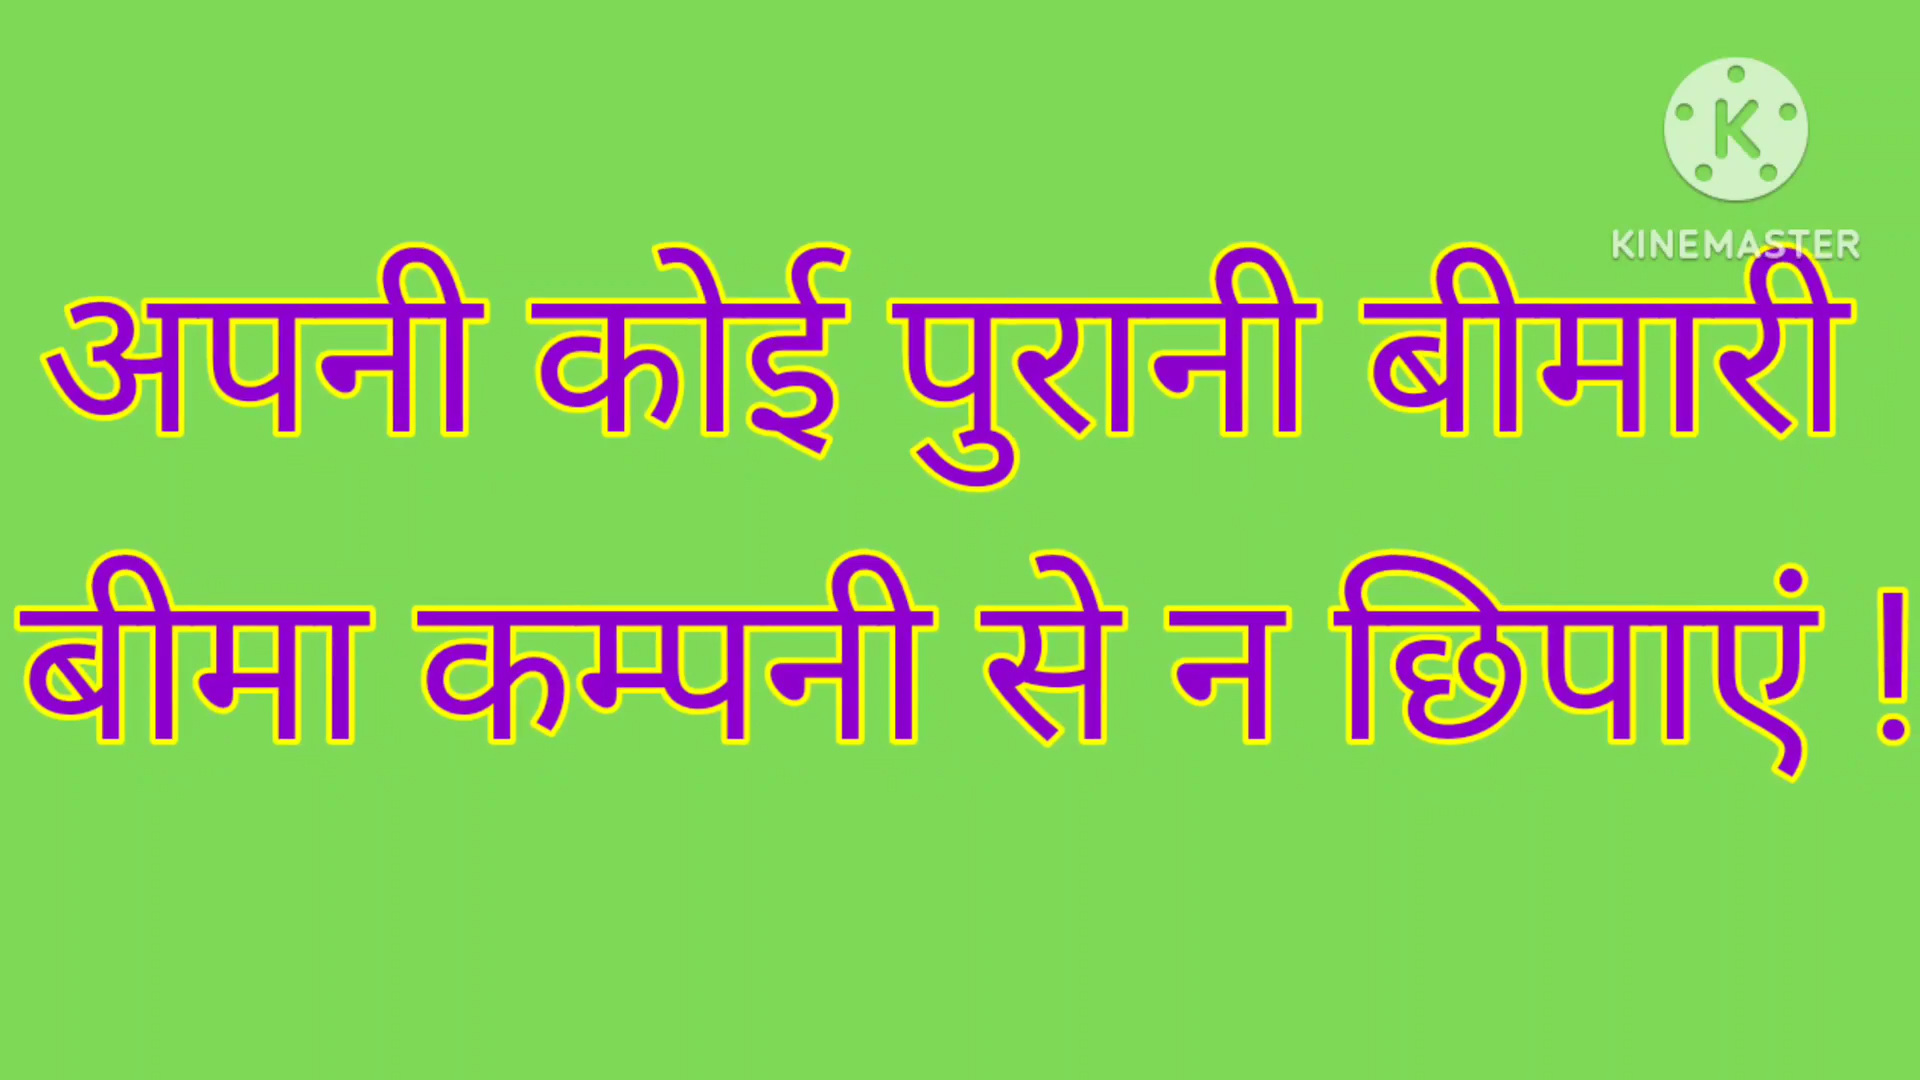 KINEMASTER
अपनी कोई पुरानी बीमारी
बीमा कम्पनी से न छिपाएं !